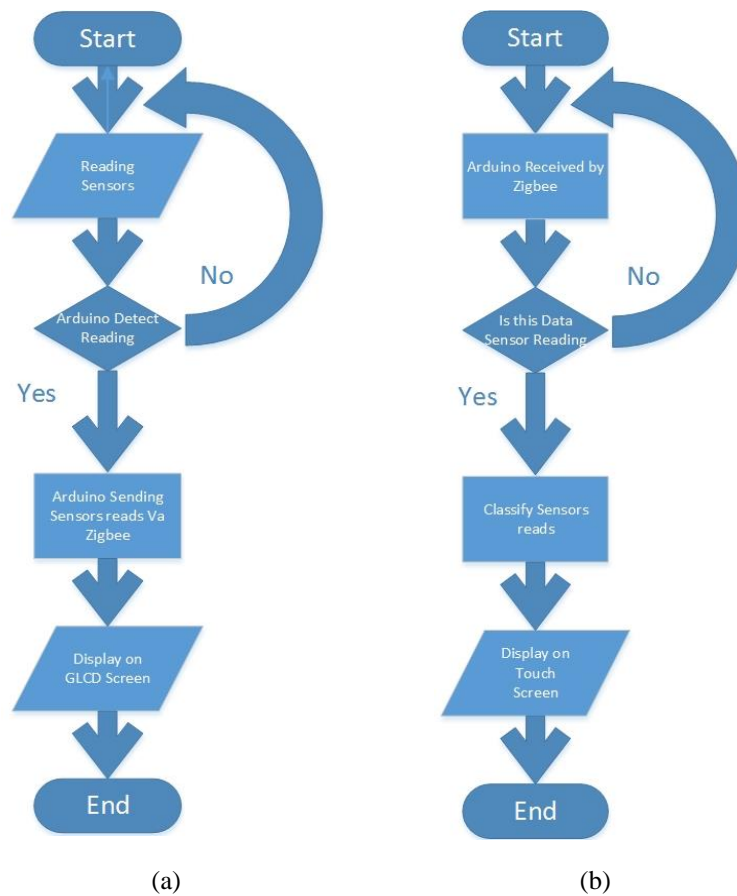 Start
Reading
Sensors
No
Arduino Detect
Reading
Yes
Arduino Sending
Sensors reads Va
Zigbee
Display on
GLCD Screen
End
(a)
Start
Arduino Received by
Zigbee
No
Is this Data
Sensor Reading
Yes
Classify Sensors
reads
Display on
Touch
Screen
End
(b)